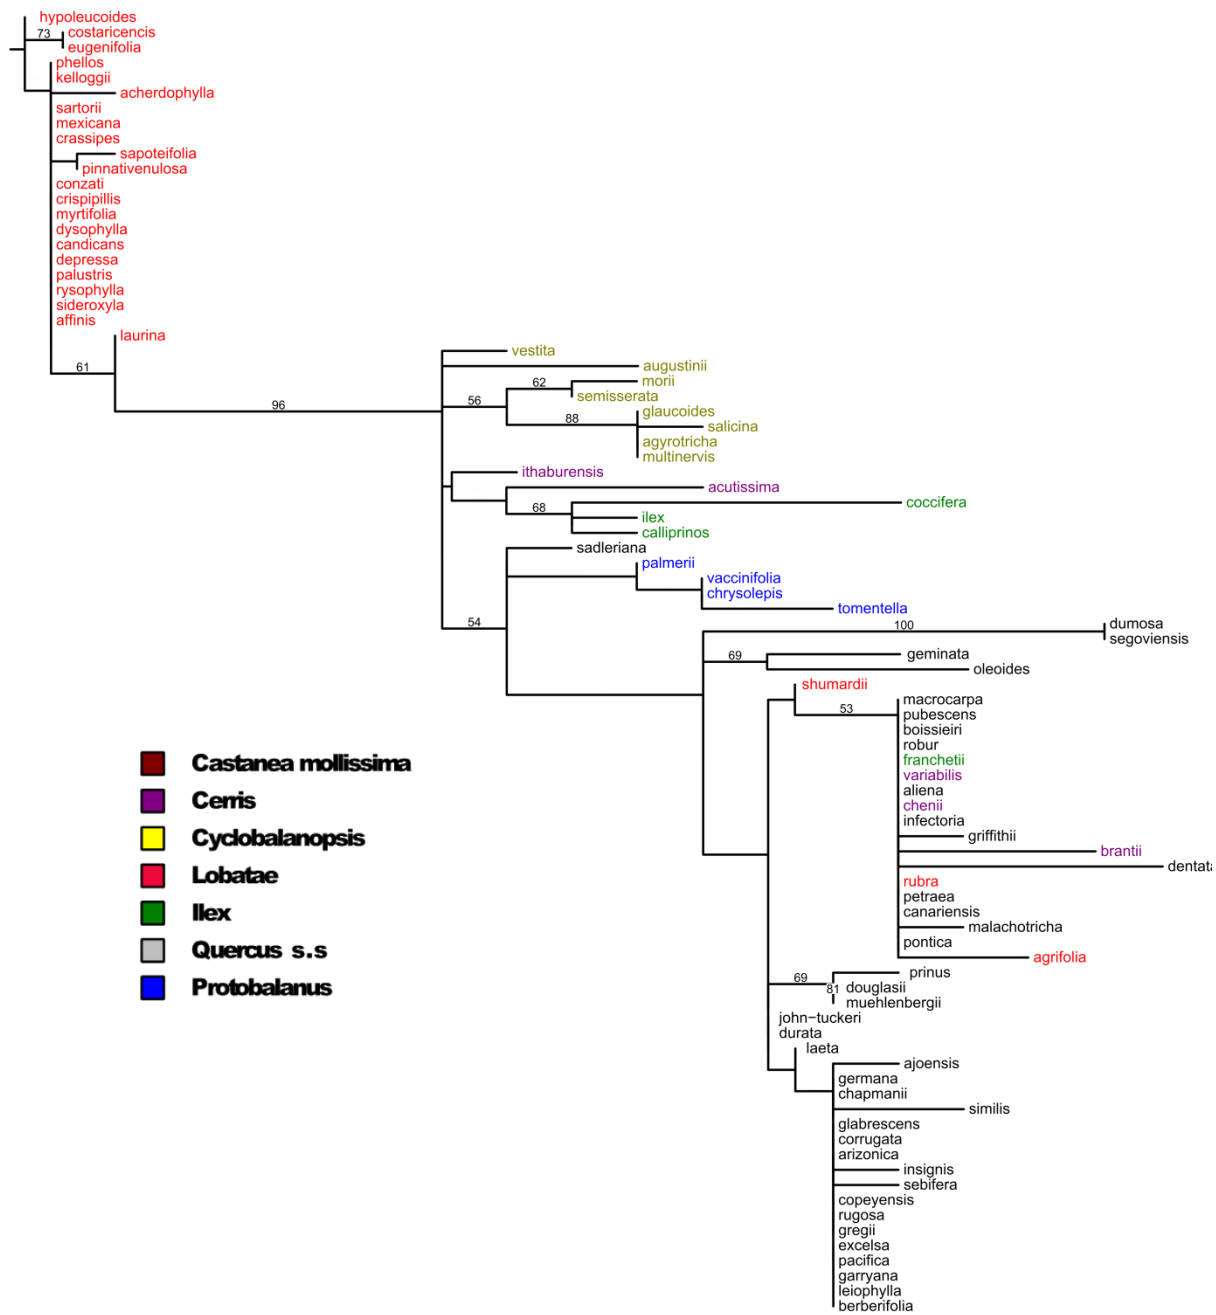 hypoleucoides
73
costaricencis
eugenifolia
phellos
kelloggii
acherdophylla
sartorii
mexicana
crassipes
sapoteifolia
pinnativenulosa
conzati
crispipillis
myrtifolia
dysophylla
candicans
depressa
palustris
rysophylla
sideroxyla
affinis
laurina
61
96
vestita
augustinii
62
morii
semisserata
56
glaucoides
88
salicina
agyrotricha
multinervis
ithaburensis
acutissima
coccifera
68
ilex
calliprinos
sadleriana
palmerii
vaccinifolia
chrysolepis
tomentella
54
100
dumosa
segoviensis
69
geminata
oleoides
shumardii
53
macrocarpa
pubescens
boissieiri
robur
franchetii
variabilis
aliena
chenii
infectoria
griffithii
brantii
dentata
rubra
petraea
canariensis
malachotricha
pontica
agrifolia
69
prinus
81
douglasii
muehlenbergii
john-tuckeri
durata
laeta
ajoensis
germana
chapmanii
similis
glabrescens
corrugata
arizonica
insignis
sebifera
copeyensis
rugosa
gregii
excelsa
pacifica
garryana
leiophylla
berberifolia
Castanea mollissima
Cerris
Cyclobalanopsis
Lobatae
Ilex
Quercus s.s
Protobalanus